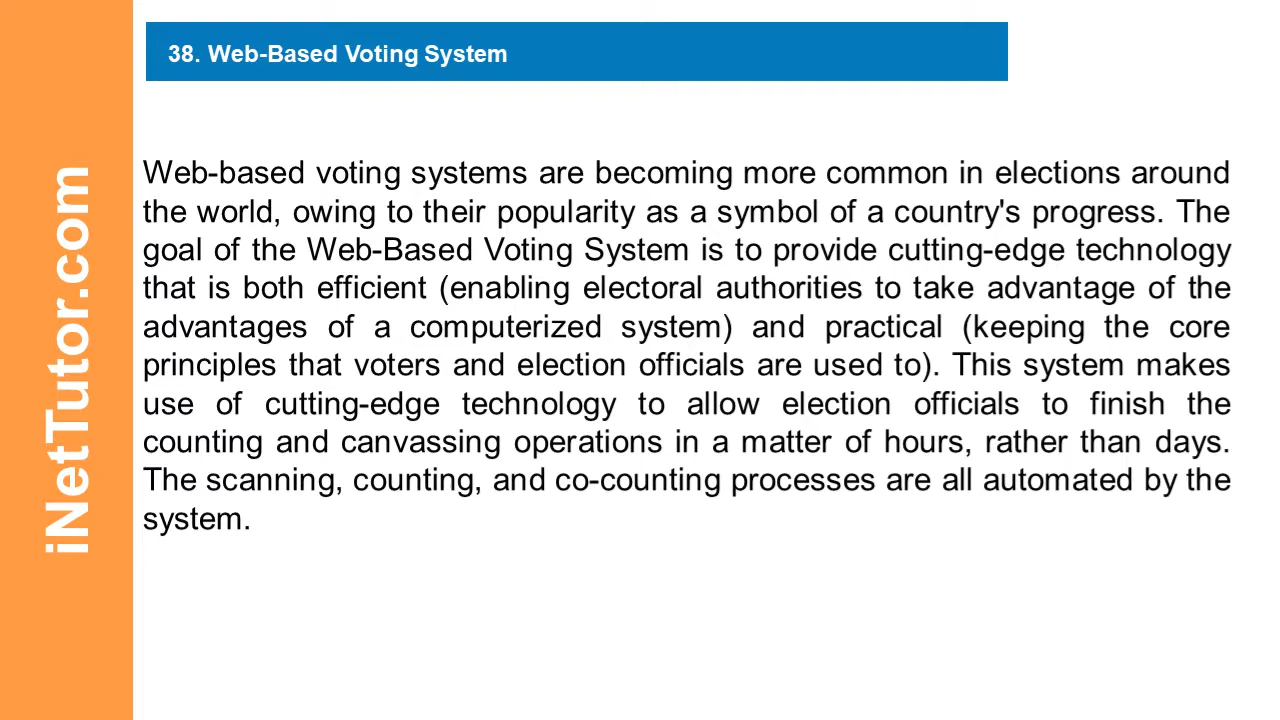 38. Web-Based Voting System
iNetTutor.com
Web-based voting systems are becoming more common in elections around
the world, owing to their popularity as a symbol of a country's progress. The
goal of the Web-Based Voting System is to provide cutting-edge technology
that is both efficient (enabling electoral authorities to take advantage of the
advantages of a computerized system) and practical (keeping the core
principles that voters and election officials are used to). This system makes
use of cutting-edge technology to allow election officials to finish the
counting and canvassing operations in a matter of hours, rather than days.
The scanning, counting, and co-counting processes are all automated by the
system.